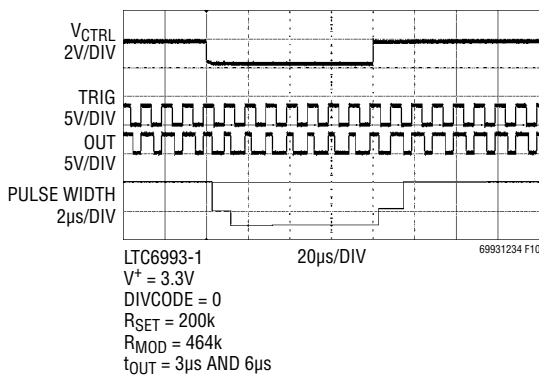 VCTRL
2V/DIV
TRIG
5V/DIV
OUT
5V/DIV
PULSE WIDTH
2µs/DIV
LTC6993-1
20µs/DIV
69931234 F10
V+ = 3.3V
DIVCODE = 0
RSET = 200k
RMOD = 464k
tOUT = 3µs AND 6µs